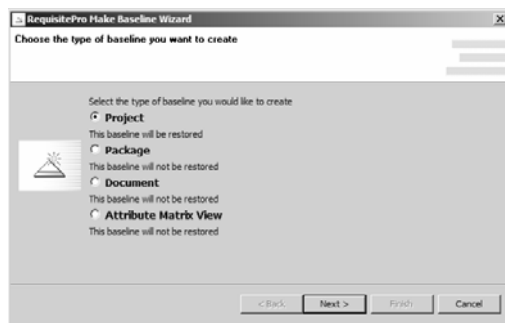 RequisitePro Make Baseline Wizard
Choose the type of baseline you want to create
Select the type of baseline you would like to create
Project
This baseline will be restored
Package
This baseline will not be restored
Document
This baseline will not be restored
Attribute Matrix View
This baseline will not be restored
< Back Next > Finish Cancel